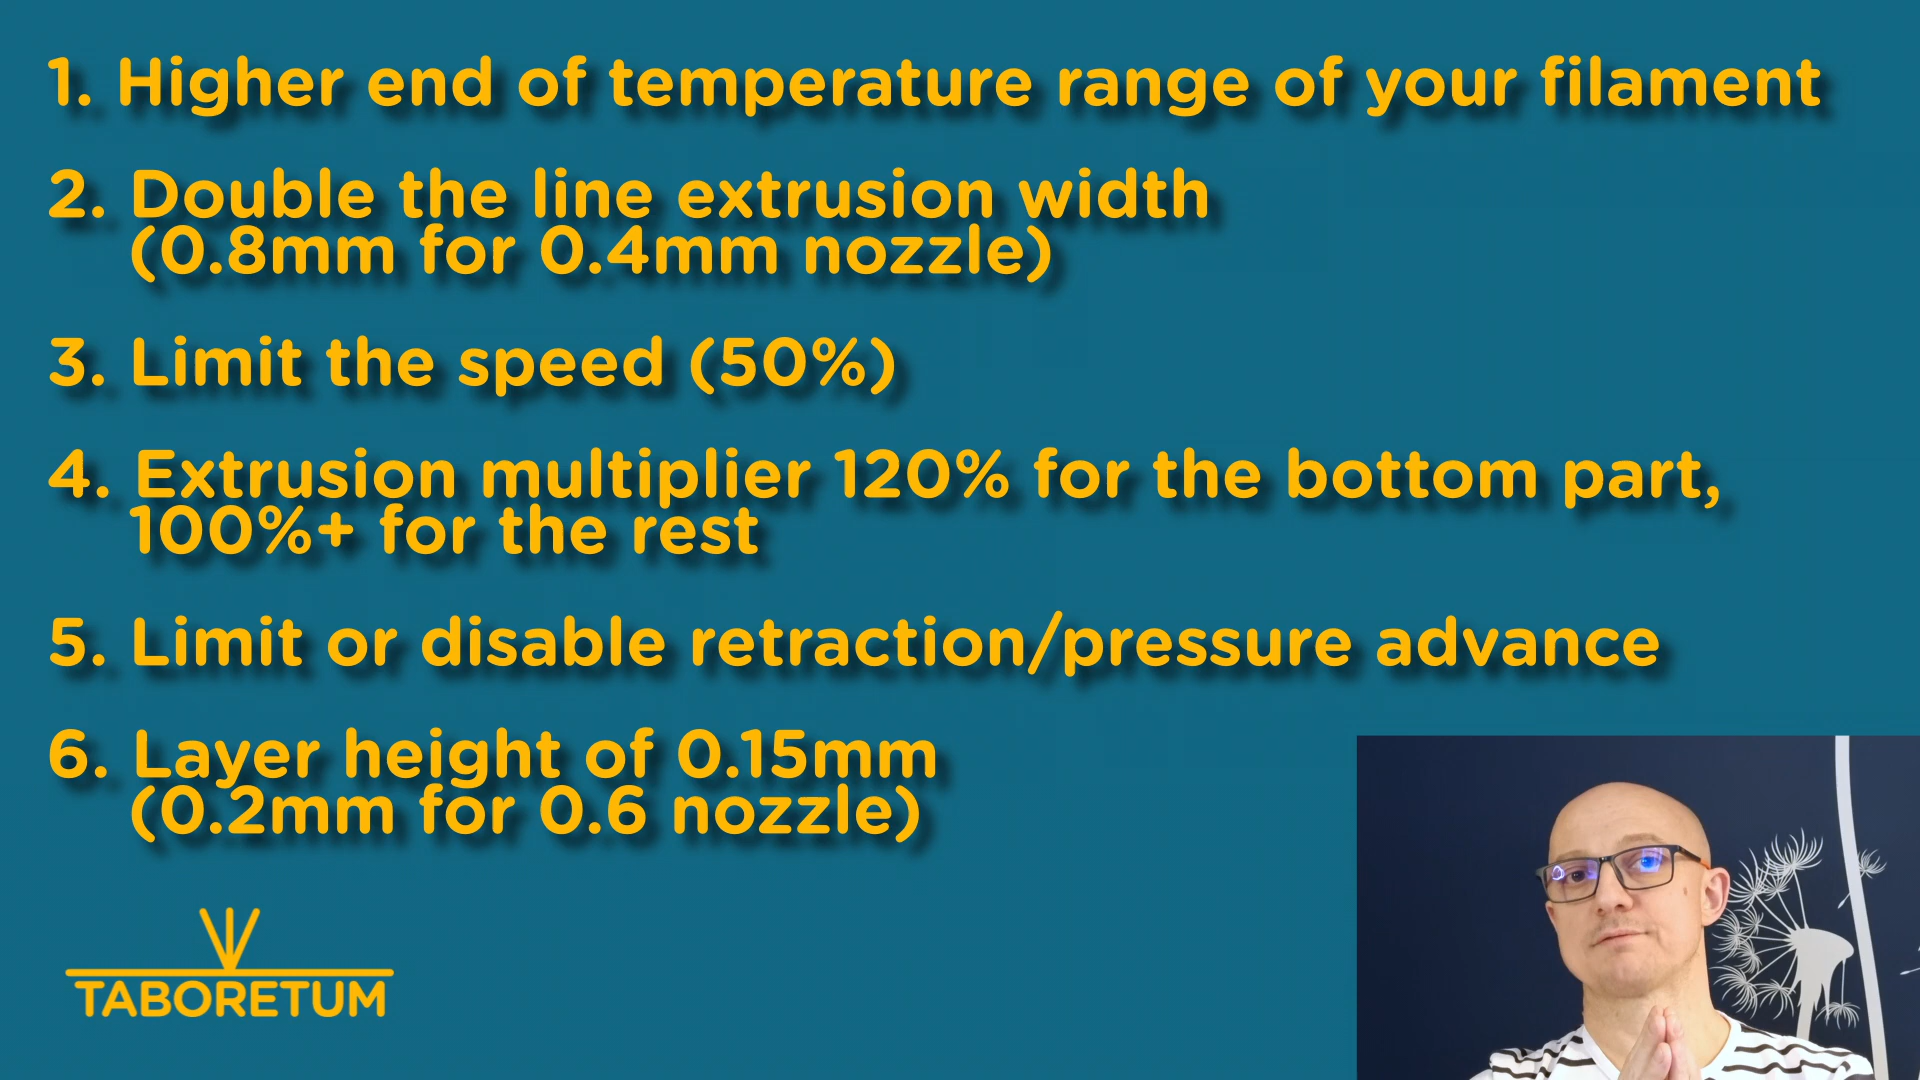 1. Higher end of temperature range of your filament
2. Double the line extrusion width
(0.8mm for 0.4mm nozzle)
3. Limit the speed (50%)
4. Extrusion multiplier 120% for the bottom part,
100%+ for the rest
5. Limit or disable retraction/pressure advance
6. Layer height of 0.15mm
(0.2mm for 0.6 nozzle)
TABORETUM